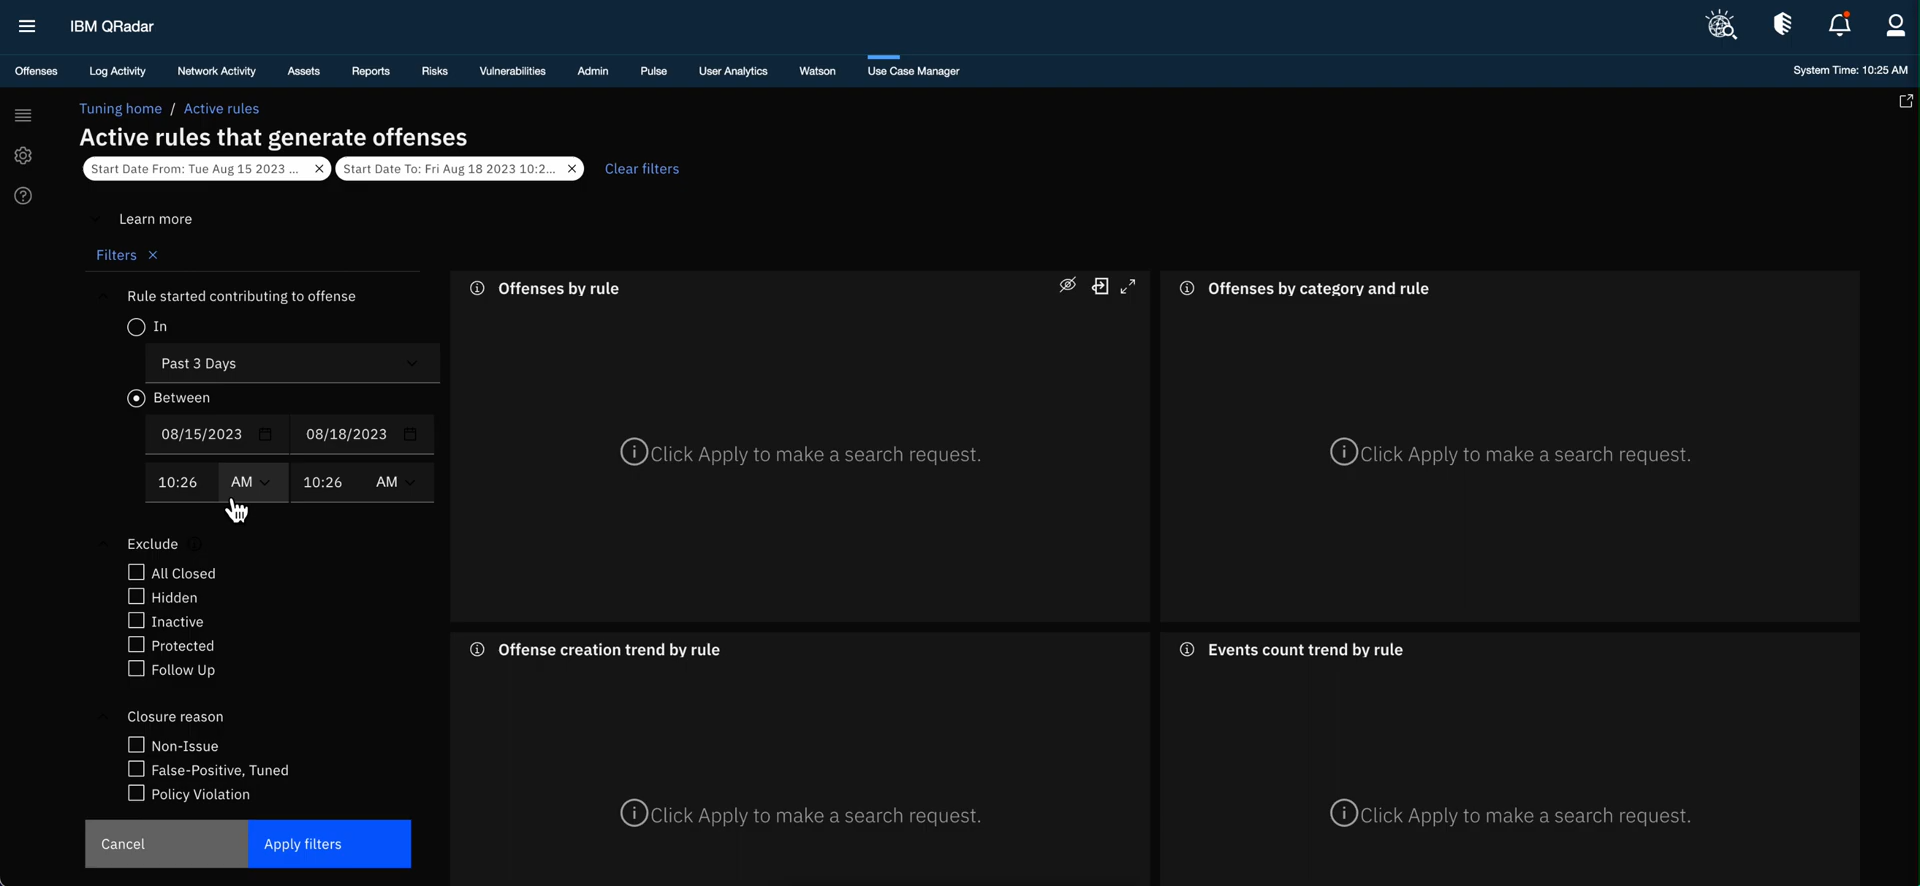 IBM QRadar
Offenses Log Activity Network Activity Assets Reports Risks Vulnerabilities Admin Pulse User Analytics Watson Use Case Manager System Time: 10:25 AM
Tuning home / Active rules
Active rules that generate offenses
Start Date From: Tue Aug 15 2023 ... × Start Date To: Fri Aug 18 2023 10:2... × Clear filters
Learn more
Filters ×
Rule started contributing to offense
In
Past 3 Days
Between
08/15/2023 08/18/2023
10:26 AM 10:26 AM
Exclude
All Closed
Hidden
Inactive
Protected
Follow Up
Closure reason
Non-Issue
False-Positive, Tuned
Policy Violation
Cancel Apply filters
Offenses by rule
Click Apply to make a search request.
Offenses by category and rule
Click Apply to make a search request.
Offense creation trend by rule
Click Apply to make a search request.
Events count trend by rule
Click Apply to make a search request.